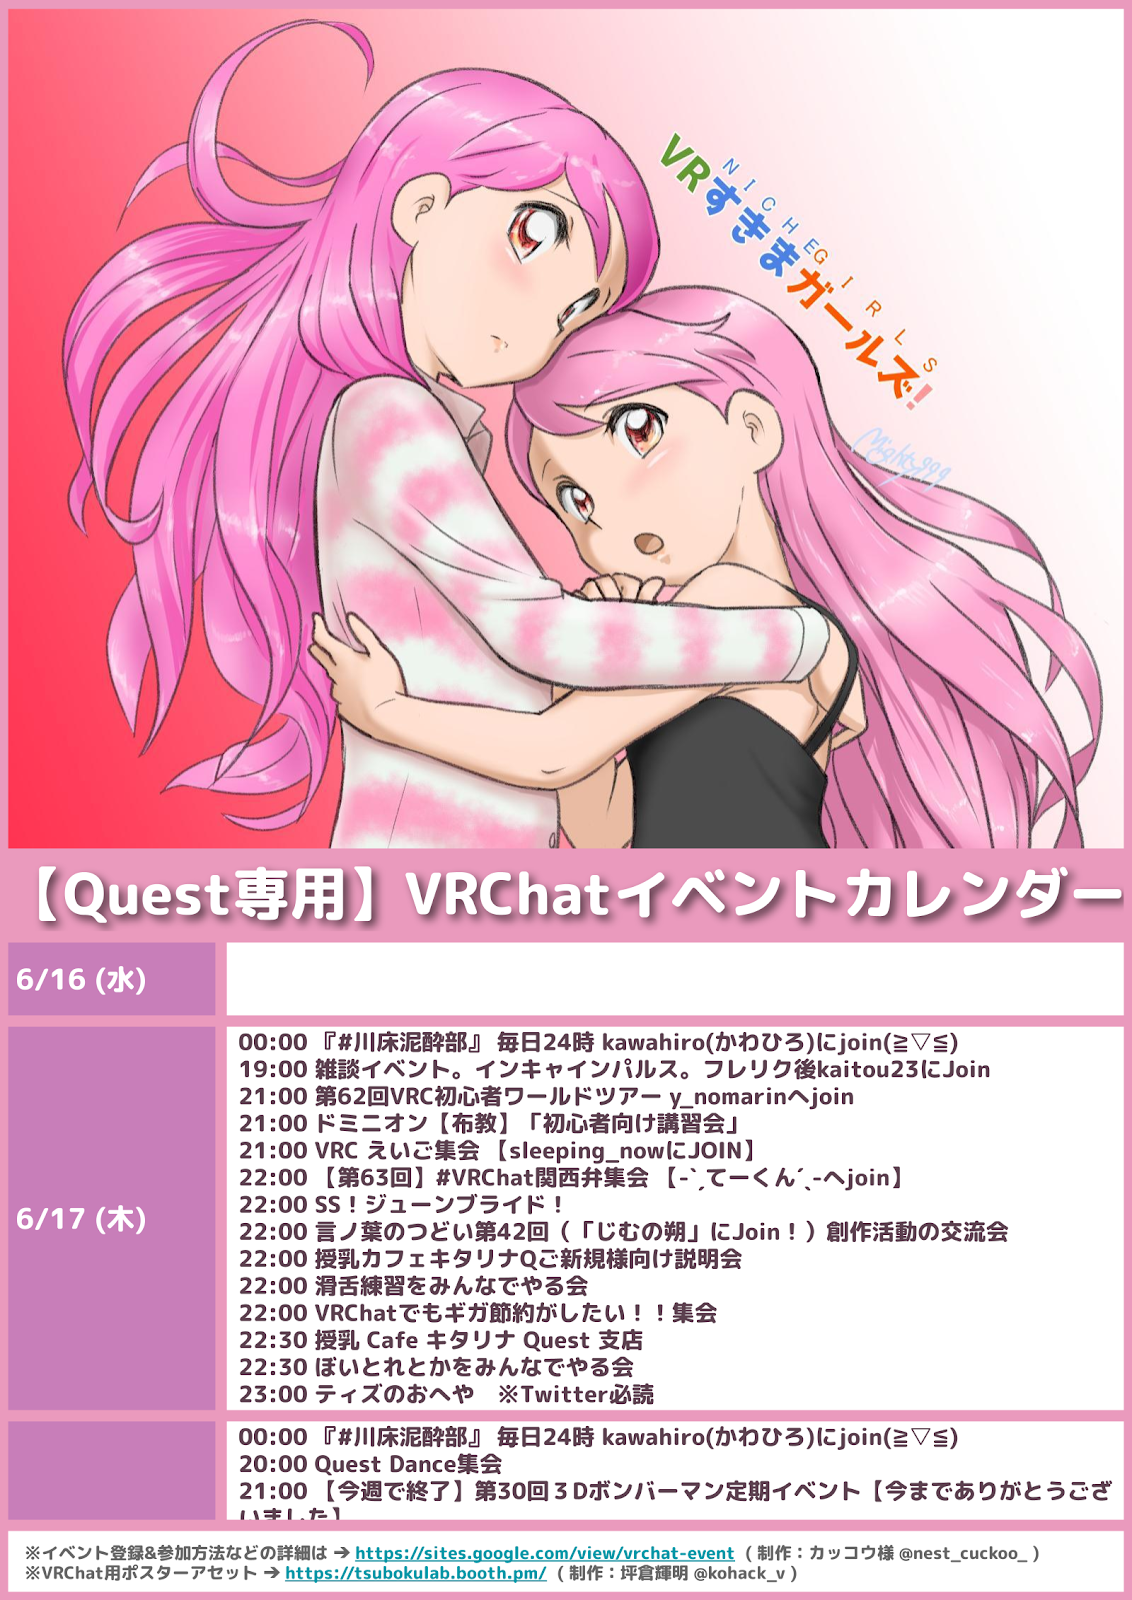 NICHE GIRLS
VRすきまガールズ!
Mighty999
【Quest専用】VRChatイベントカレンダー
6/16 (水)
6/17 (木)
00:00 『#川床泥酔部』 毎日24時 kawahiro(かわひろ)にjoin(≧▽≦)
19:00 雑談イベント。インキャインパルス。フレリク後kaitou23にJoin
21:00 第62回VRC初心者ワールドツアー y_nomarinへjoin
21:00 ドミニオン【布教】「初心者向け講習会」
21:00 VRC えいご集会 【sleeping_nowにJOIN】
22:00 【第63回】#VRChat関西弁集会 【-`ˏてーくん´ˎ-へjoin】
22:00 SS！ジューンブライド！
22:00 言ノ葉のつどい第42回（「じむの朔」にJoin！）創作活動の交流会
22:00 授乳カフェキタリナQご新規様向け説明会
22:00 滑舌練習をみんなでやる会
22:00 VRChatでもギガ節約がしたい！！集会
22:30 授乳 Cafe キタリナ Quest 支店
22:30 ぼいとれとかをみんなでやる会
23:00 ティズのおへや　※Twitter必読
00:00 『#川床泥酔部』 毎日24時 kawahiro(かわひろ)にjoin(≧▽≦)
20:00 Quest Dance集会
21:00 【今週で終了】第30回３Dボンバーマン定期イベント【今までありがとうござ
いました】
※イベント登録&参加方法などの詳細は ➔ https://sites.google.com/view/vrchat-event ( 制作：カッコウ様 @nest_cuckoo_ )
※VRChat用ポスターアセット ➔ https://tsubokulab.booth.pm/ ( 制作：坪倉輝明 @kohack_v )